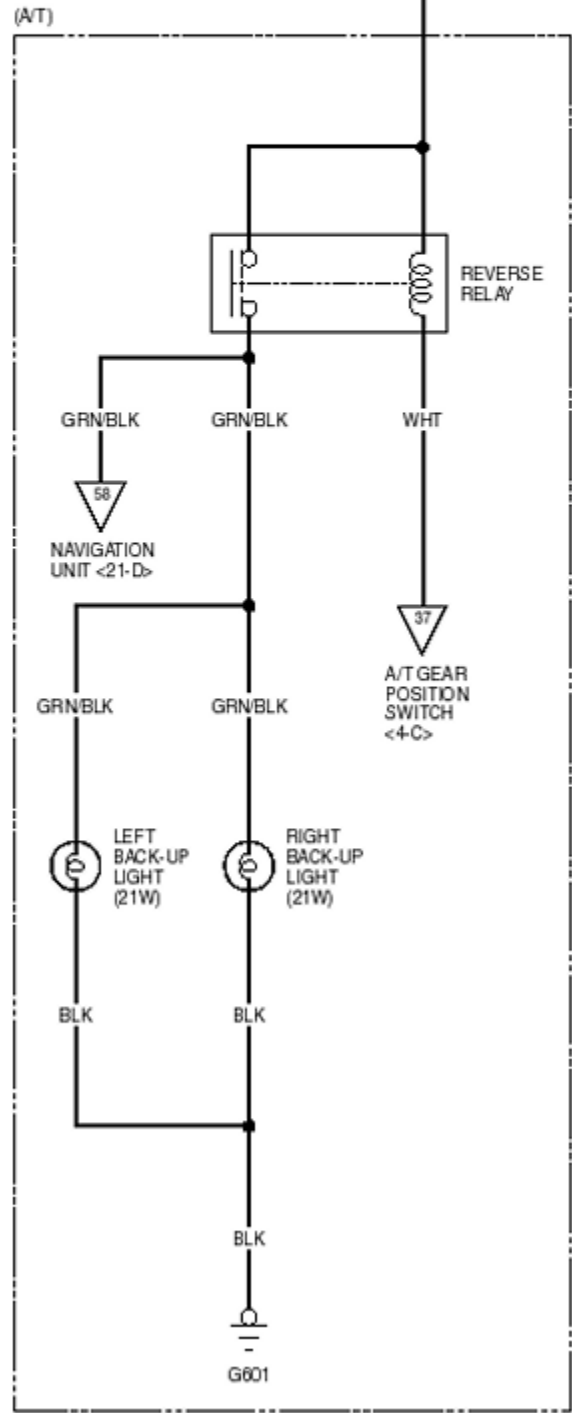 (A/T)
REVERSE
RELAY
GRN/BLK
GRN/BLK
WHT
58
NAVIGATION
UNIT <21-D>
37
A/T GEAR
POSITION
SWITCH
<4-C>
GRN/BLK
GRN/BLK
LEFT
BACK-UP
LIGHT
(21W)
RIGHT
BACK-UP
LIGHT
(21W)
BLK
BLK
BLK
G601